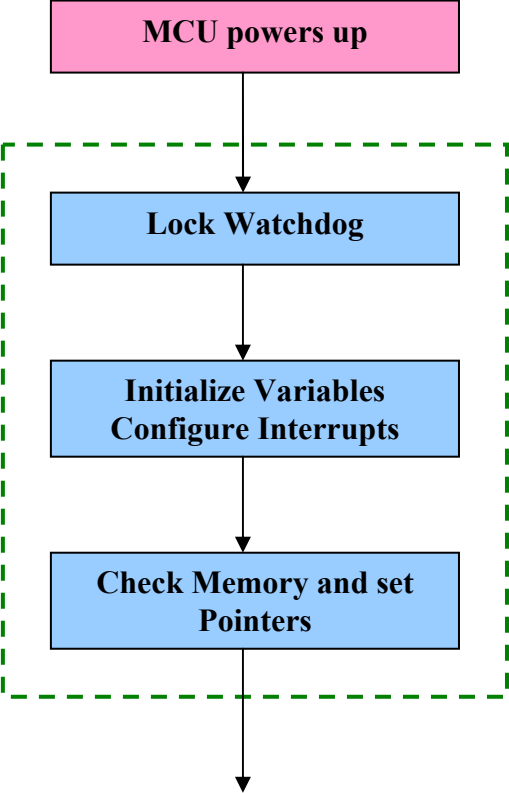 MCU powers up
Lock Watchdog
Initialize Variables
Configure Interrupts
Check Memory and set
Pointers